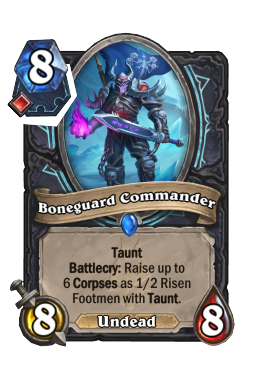 8
Boneguard Commander
Taunt
Battlecry: Raise up to
6 Corpses as 1/2 Risen
Footmen with Taunt.
8
Undead
8